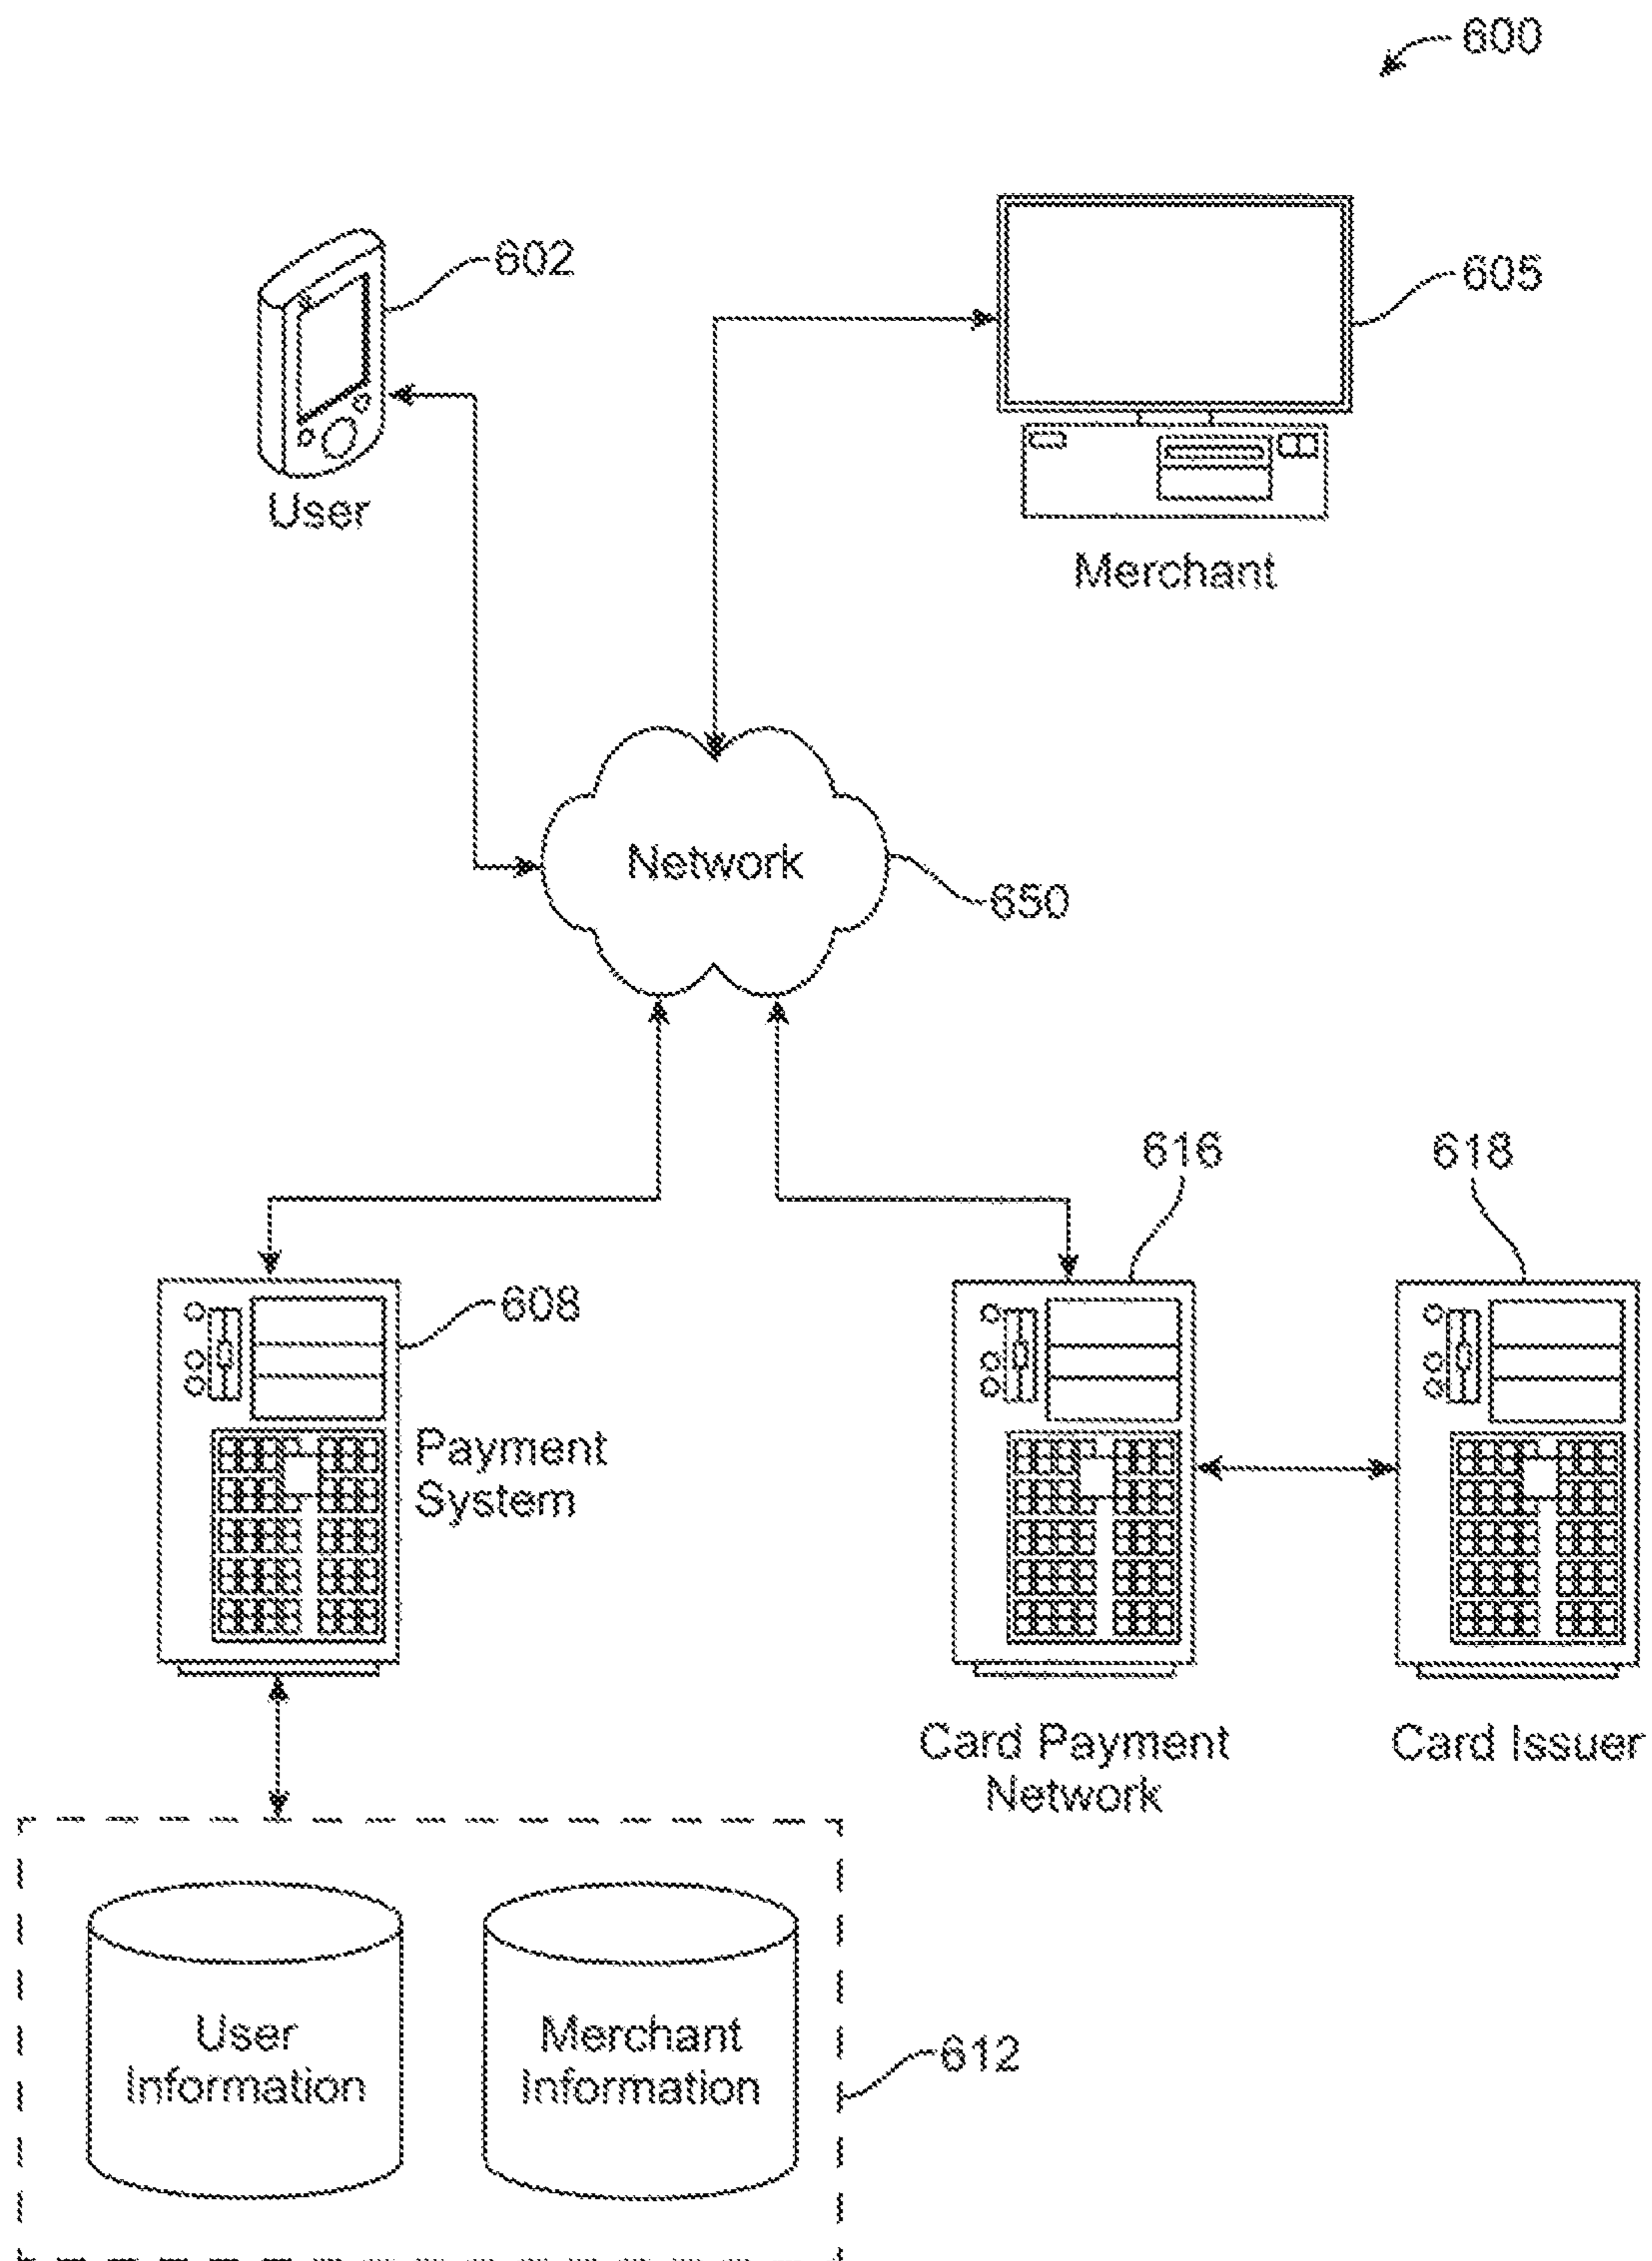 600
602
605
User
Merchant
Network
650
616
618
608
Payment
System
Card Payment
Network
Card Issuer
User
Information
Merchant
Information
612